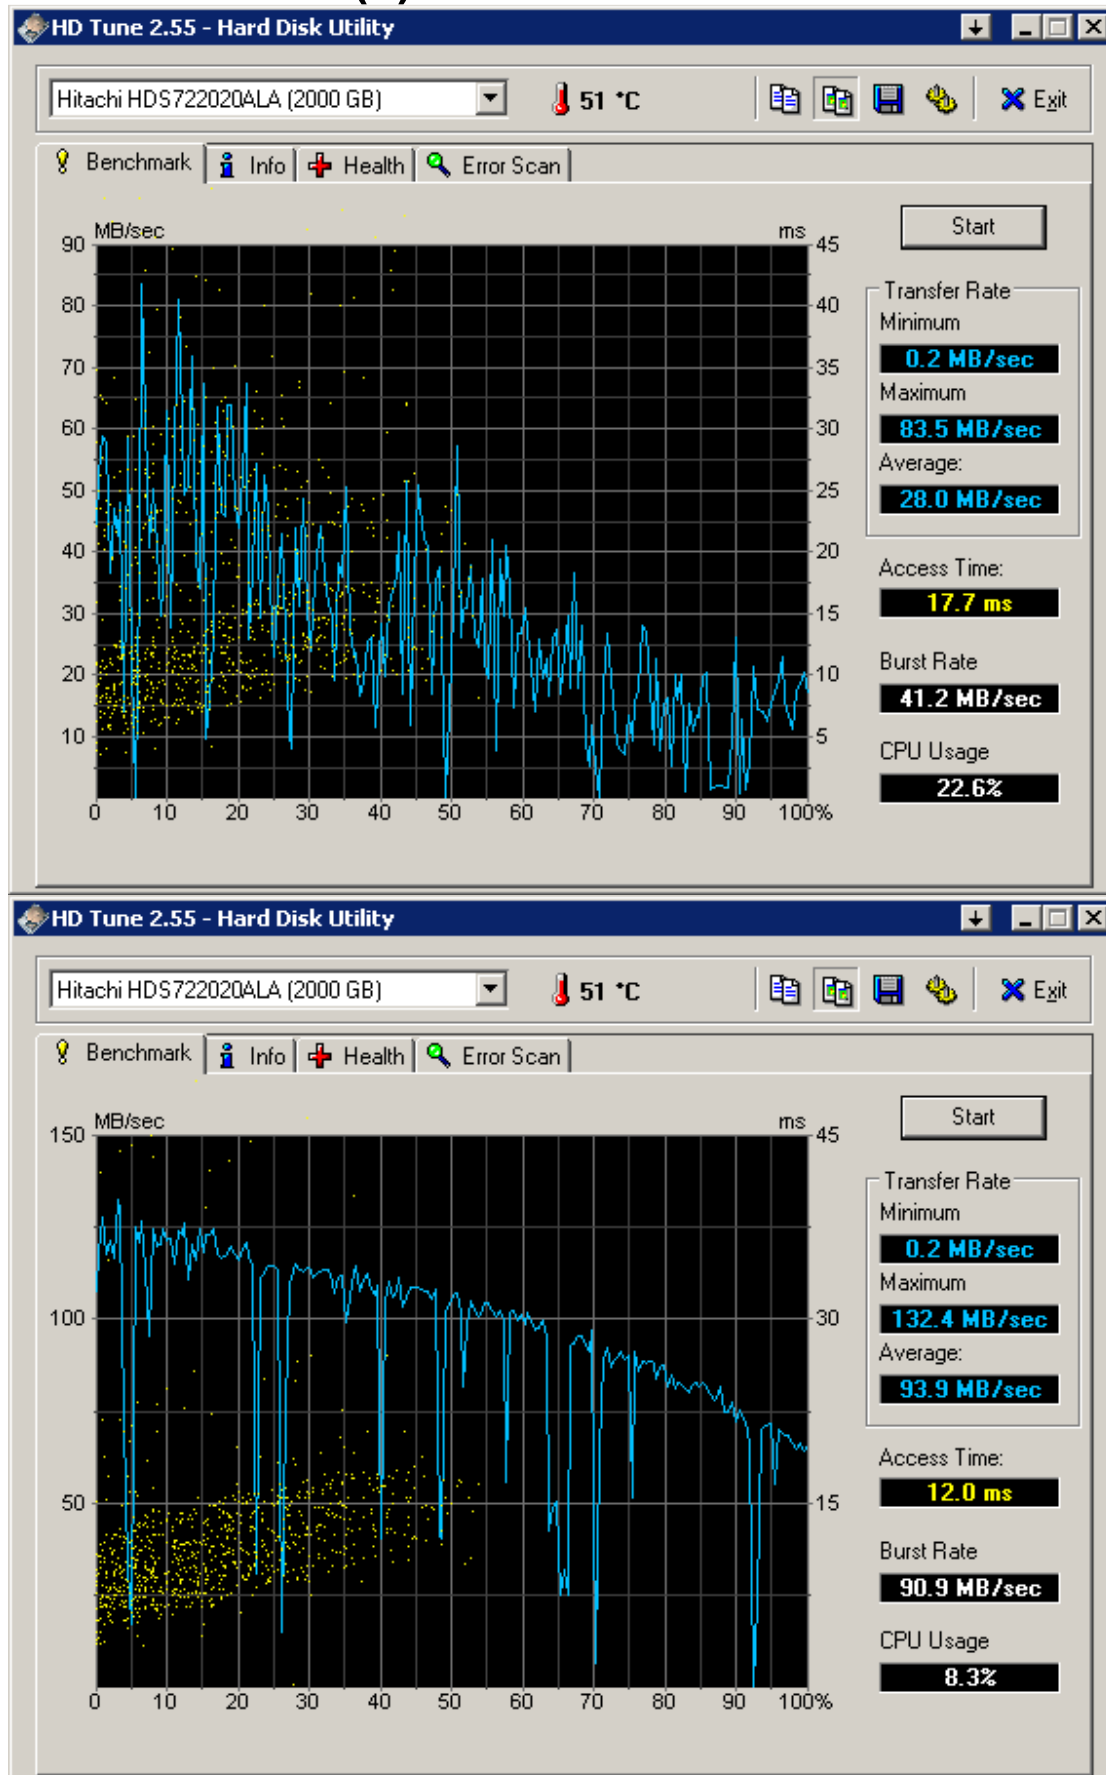 HD Tune 2.55 - Hard Disk Utility
Hitachi HDS722020ALA (2000 GB)
51 °C
Exit
Benchmark
Info
Health
Error Scan
MB/sec
ms
90
80
70
60
50
40
30
20
10
45
40
35
30
25
20
15
10
5
0 10 20 30 40 50 60 70 80 90 100%
Start
Transfer Rate
Minimum
0.2 MB/sec
Maximum
83.5 MB/sec
Average:
28.0 MB/sec
Access Time:
17.7 ms
Burst Rate
41.2 MB/sec
CPU Usage
22.6%
HD Tune 2.55 - Hard Disk Utility
Hitachi HDS722020ALA (2000 GB)
51 °C
Exit
Benchmark
Info
Health
Error Scan
MB/sec
ms
150
100
50
45
30
15
0 10 20 30 40 50 60 70 80 90 100%
Start
Transfer Rate
Minimum
0.2 MB/sec
Maximum
132.4 MB/sec
Average:
93.9 MB/sec
Access Time:
12.0 ms
Burst Rate
90.9 MB/sec
CPU Usage
8.3%